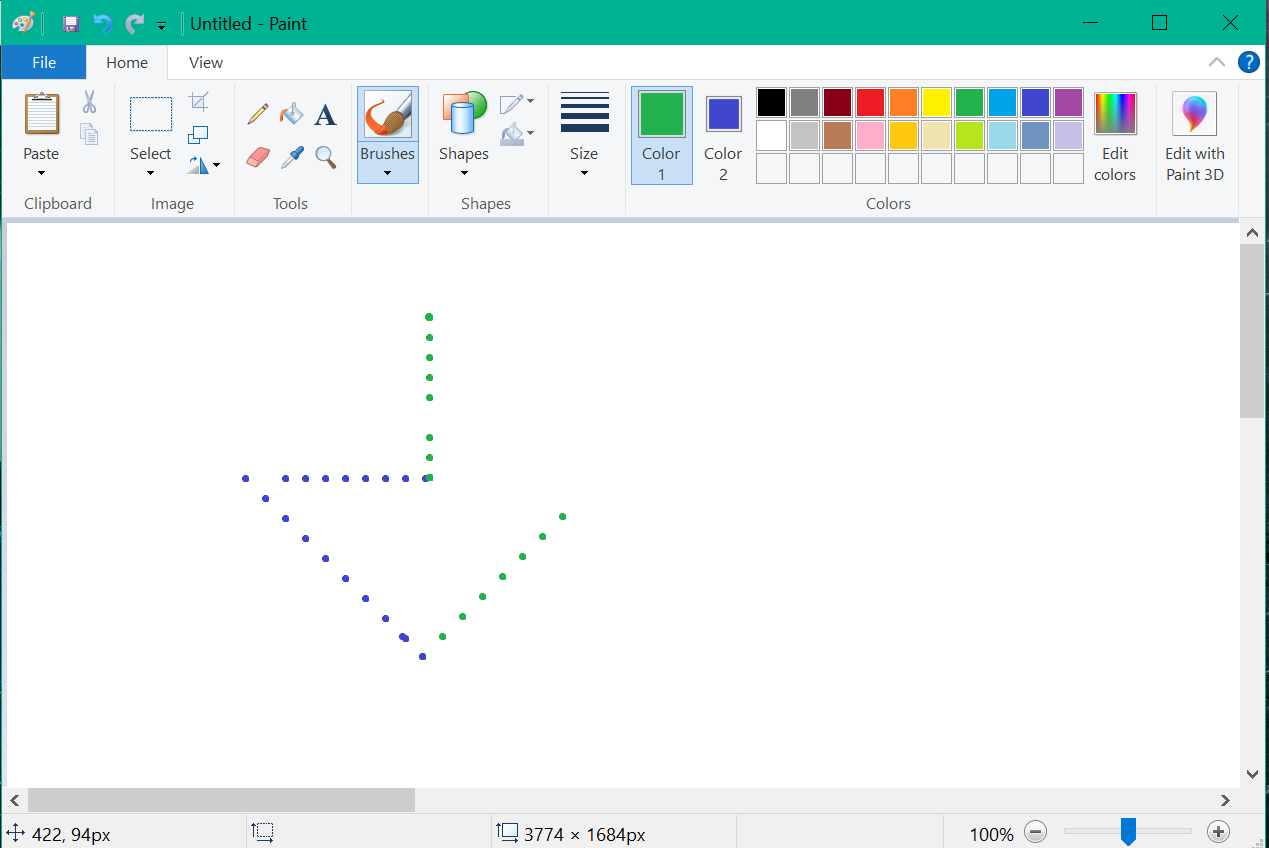 Untitled - Paint
File Home View
Paste Select Brushes Shapes Size Color 1 Color 2 Edit colors Edit with Paint 3D
Clipboard Image Tools Shapes Colors
422, 94px 3774 × 1684px 100%